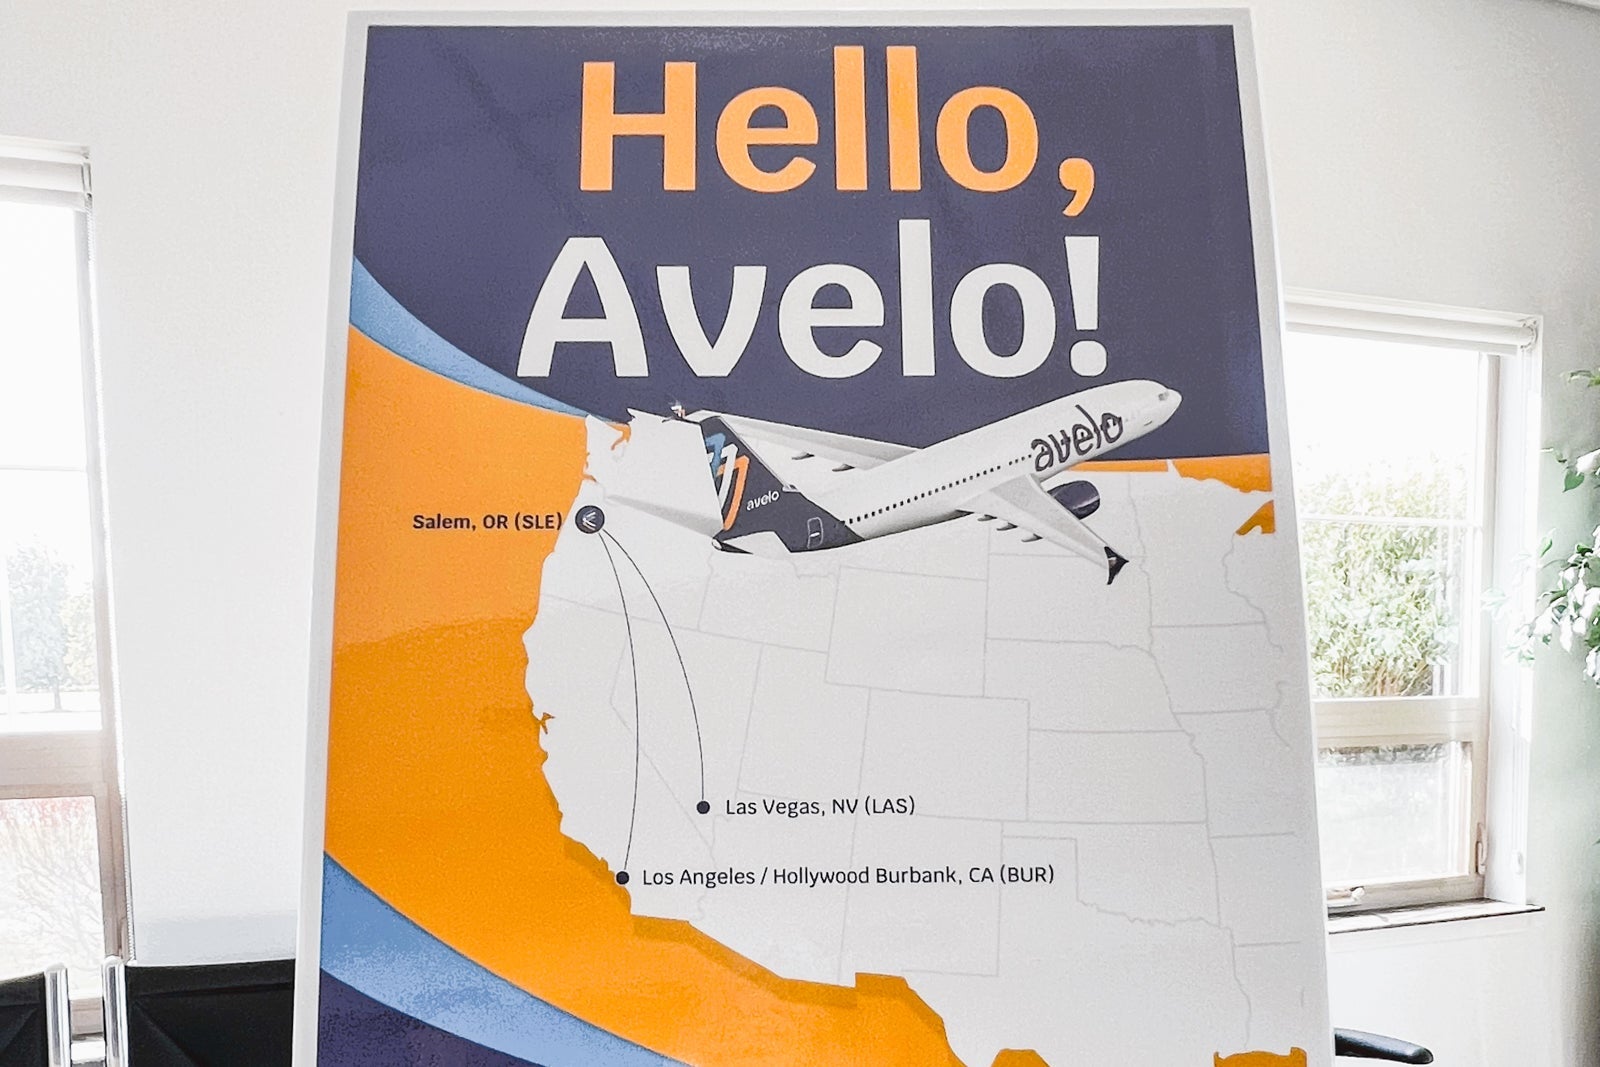 Hello,
Avelo!
avelo
avelo
Salem, OR (SLE)
Las Vegas, NV (LAS)
Los Angeles / Hollywood Burbank, CA (BUR)